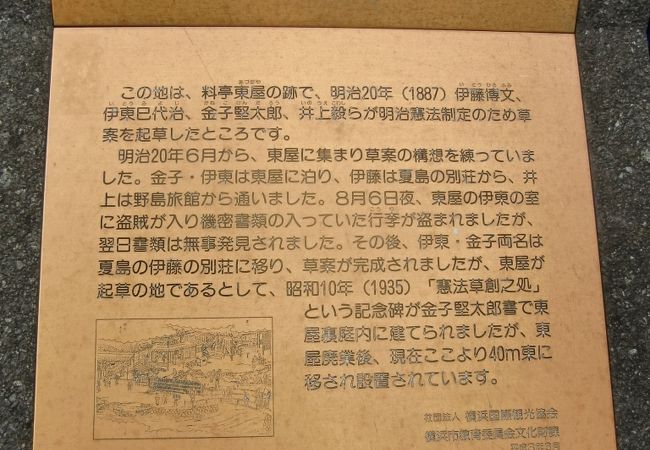 この地は、料亭東屋の跡で、明治20年（1887）伊藤博文、
伊東巳代治、金子堅太郎、井上毅らが明治憲法制定のため草
案を起草したところです。
明治20年６月から、東屋に集まり草案の構想を練っていま
した。金子・伊東は東屋に泊り、伊藤は夏島の別荘から、井
上は野島旅館から通いました。８月６日夜、東屋の伊東の室
に盗賊が入り機密書類の入っていた行李が盗まれましたが、
翌日書類は無事発見されました。その後、伊東・金子両名は
夏島の伊藤の別荘に移り、草案が完成されましたが、東屋が
起草の地であるとして、昭和10年（1935）「憲法草創之処」
という記念碑が金子堅太郎書で東
屋裏庭内に建てられましたが、東
屋廃業後、現在ここより40m東に
移され設置されています。
社団法人 横浜国際観光協会
横浜市教育委員会文化財課